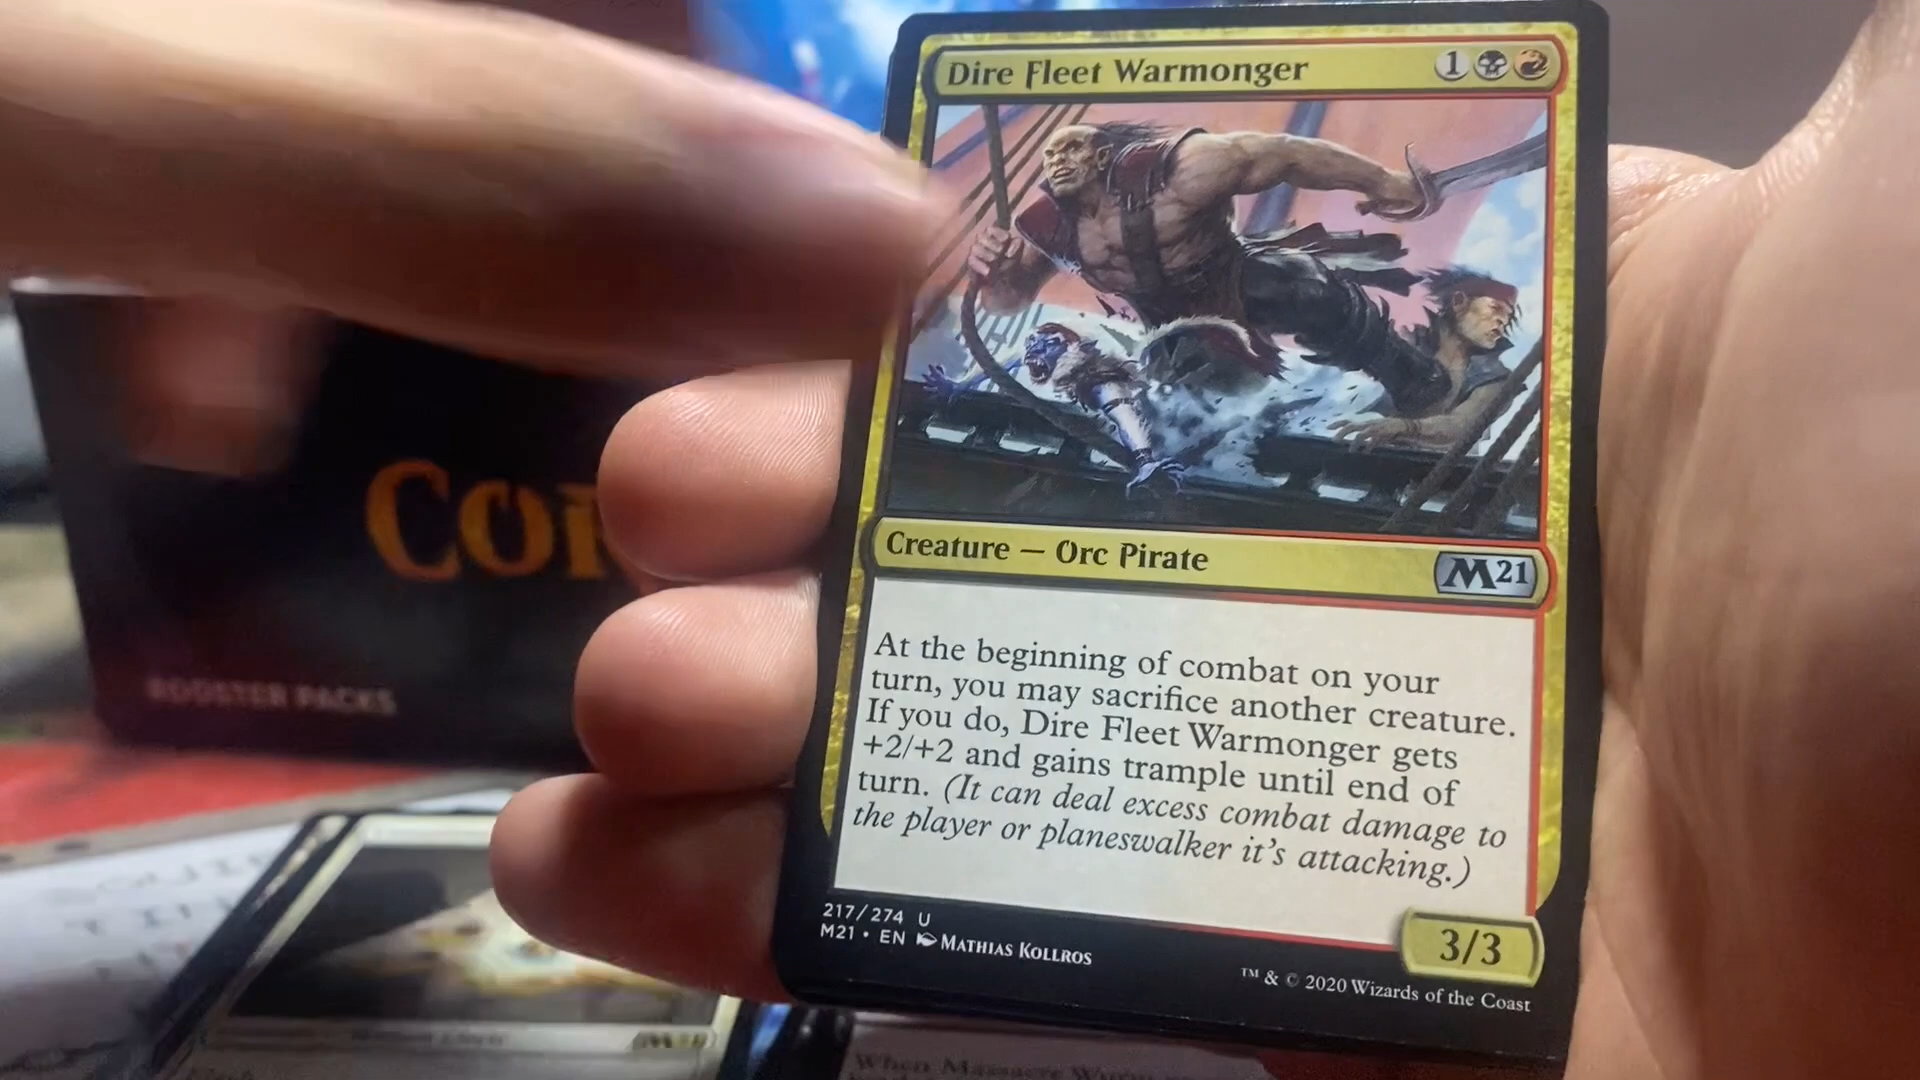 Dire Fleet Warmonger 1
Creature — Orc Pirate M21
At the beginning of combat on your
turn, you may sacrifice another creature.
If you do, Dire Fleet Warmonger gets
+2/+2 and gains trample until end of
turn. (It can deal excess combat damage to
the player or planeswalker it's attacking.)
3/3
217/274 U
M21 • EN Mathias Kollros
™ & © 2020 Wizards of the Coast
BOOSTER PACKS
When Massacre Wurm